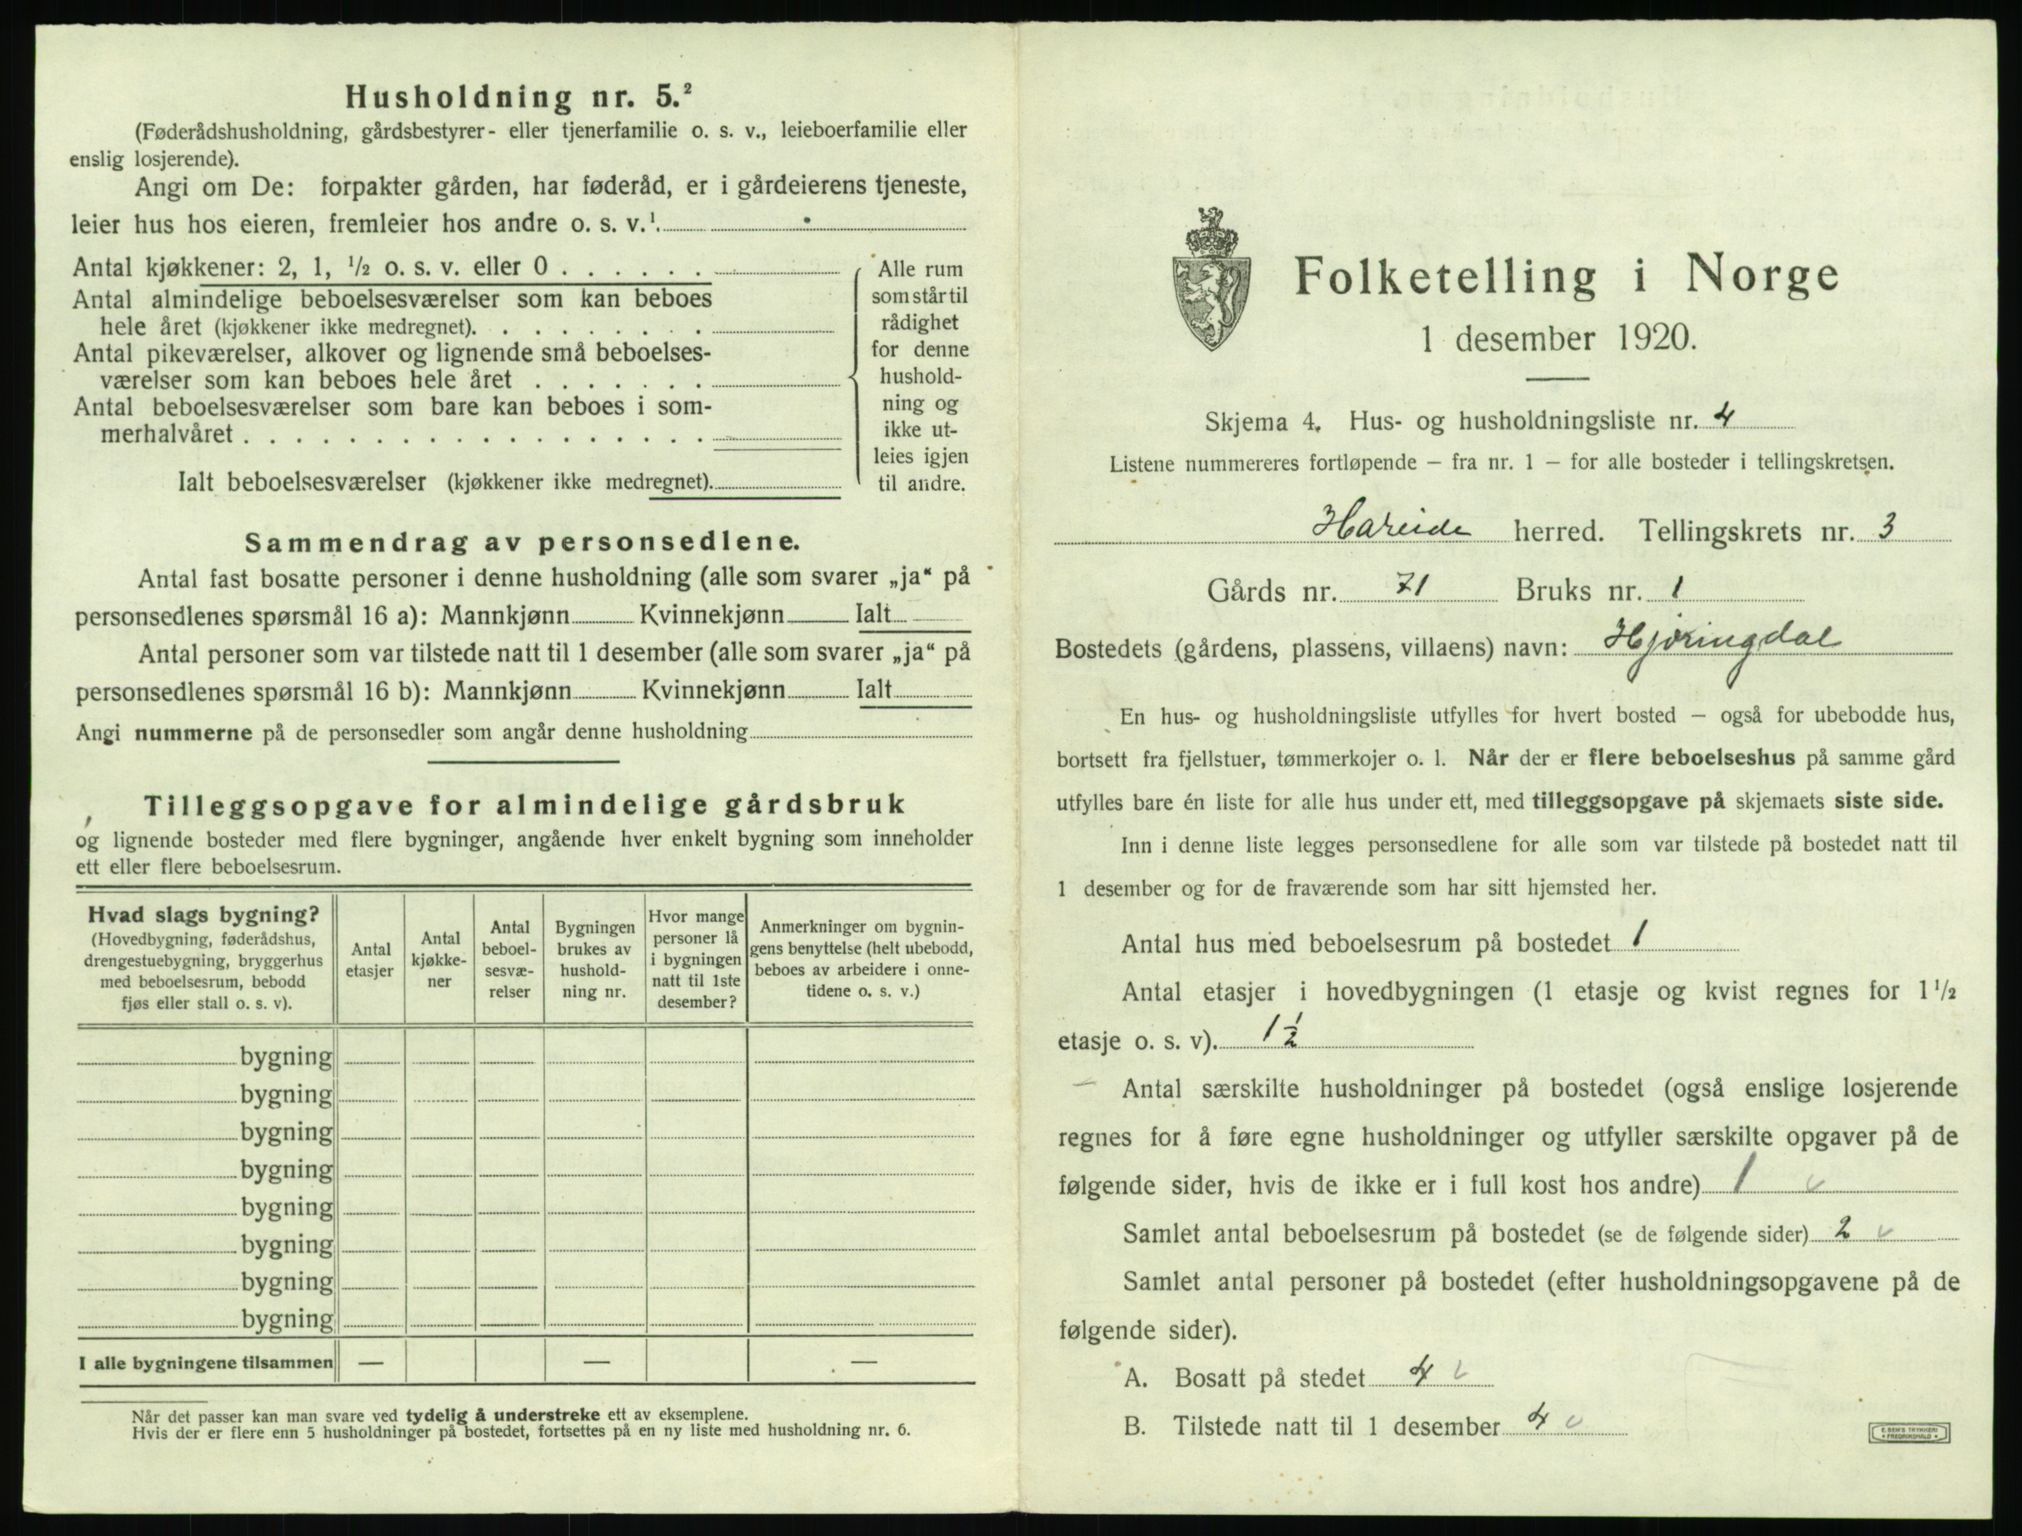 Husholdning nr. 5.²
(Føderådshusholdning, gårdsbestyrer- eller tjenerfamilie o. s. v., leieboerfamilie eller
enslig losjerende).
Angi om De: forpakter gården, har føderåd, er i gårdeierens tjeneste,
leier hus hos eieren, fremleier hos andre o. s. v.¹.
Antal kjøkkener: 2, 1, ½ o. s. v. eller 0 . . . . . .
Antal almindelige beboelsesværelser som kan beboes
hele året (kjøkkener ikke medregnet). . . . . . . . .
Antal pikeværelser, alkover og lignende små beboelses-
værelser som kan beboes hele året . . . . . . .
Antal beboelsesværelser som bare kan beboes i som-
merhalvåret . . . . . . . . . . . . . . . . . .
Ialt beboelsesværelser (kjøkkener ikke medregnet).
Alle rum
som står til
rådighet
for denne
hushold-
ning og
ikke ut-
leies igjen
til andre.
Sammendrag av personsedlene.
Antal fast bosatte personer i denne husholdning (alle som svarer „ja“ på
personsedlenes spørsmål 16 a): Mannkjønn Kvinnekjønn Ialt
Antal personer som var tilstede natt til 1 desember (alle som svarer „ja“ på
personsedlenes spørsmål 16 b): Mannkjønn Kvinnekjønn Ialt
Angi nummerne på de personsedler som angår denne husholdning
Tilleggsopgave for almindelige gårdsbruk
og lignende bosteder med flere bygninger, angående hver enkelt bygning som inneholder
ett eller flere beboelsesrum.
Hvad slags bygning?
(Hovedbygning, føderådshus,
drengestuebygning, bryggerhus
med beboelsesrum, bebodd
fjøs eller stall o. s. v).
Antal
etasjer
Antal
kjøkke-
ner
Antal
beboel-
sesvæ-
relser
Bygningen
brukes av
hushold-
ning nr.
Hvor mange
personer lå
i bygningen
natt til 1ste
desember?
Anmerkninger om bygnin-
gens benyttelse (helt ubebodd,
beboes av arbeidere i onne-
tidene o. s. v.)
bygning
bygning
bygning
bygning
bygning
bygning
bygning
bygning
I alle bygningene tilsammen — — —
Når det passer kan man svare ved tydelig å understreke ett av eksemplene.
Hvis der er flere enn 5 husholdninger på bostedet, fortsettes på en ny liste med husholdning nr. 6.
Folketelling i Norge
1 desember 1920.
Skjema 4. Hus- og husholdningsliste nr. 4
Listene nummereres fortløpende – fra nr. 1 – for alle bosteder i tellingskretsen.
Hareide herred. Tellingskrets nr. 3
Gårds nr. 71 Bruks nr. 1
Bostedets (gårdens, plassens, villaens) navn: Hjøringdal
En hus- og husholdningsliste utfylles for hvert bosted – også for ubebodde hus,
bortsett fra fjellstuer, tømmerkojer o. l. Når der er flere beboelseshus på samme gård
utfylles bare én liste for alle hus under ett, med tilleggsopgave på skjemaets siste side.
Inn i denne liste legges personsedlene for alle som var tilstede på bostedet natt til
1 desember og for de fraværende som har sitt hjemsted her.
Antal hus med beboelsesrum på bostedet 1
Antal etasjer i hovedbygningen (1 etasje og kvist regnes for 1½
etasje o. s. v). 1½
Antal særskilte husholdninger på bostedet (også enslige losjerende
regnes for å føre egne husholdninger og utfyller særskilte opgaver på de
følgende sider, hvis de ikke er i full kost hos andre) 1
Samlet antal beboelsesrum på bostedet (se de følgende sider) 2
Samlet antal personer på bostedet (efter husholdningsopgavene på de
følgende sider).
A. Bosatt på stedet 4
B. Tilstede natt til 1 desember 4
E. SEM'S TRYKKERI
FREDRIKSHALD